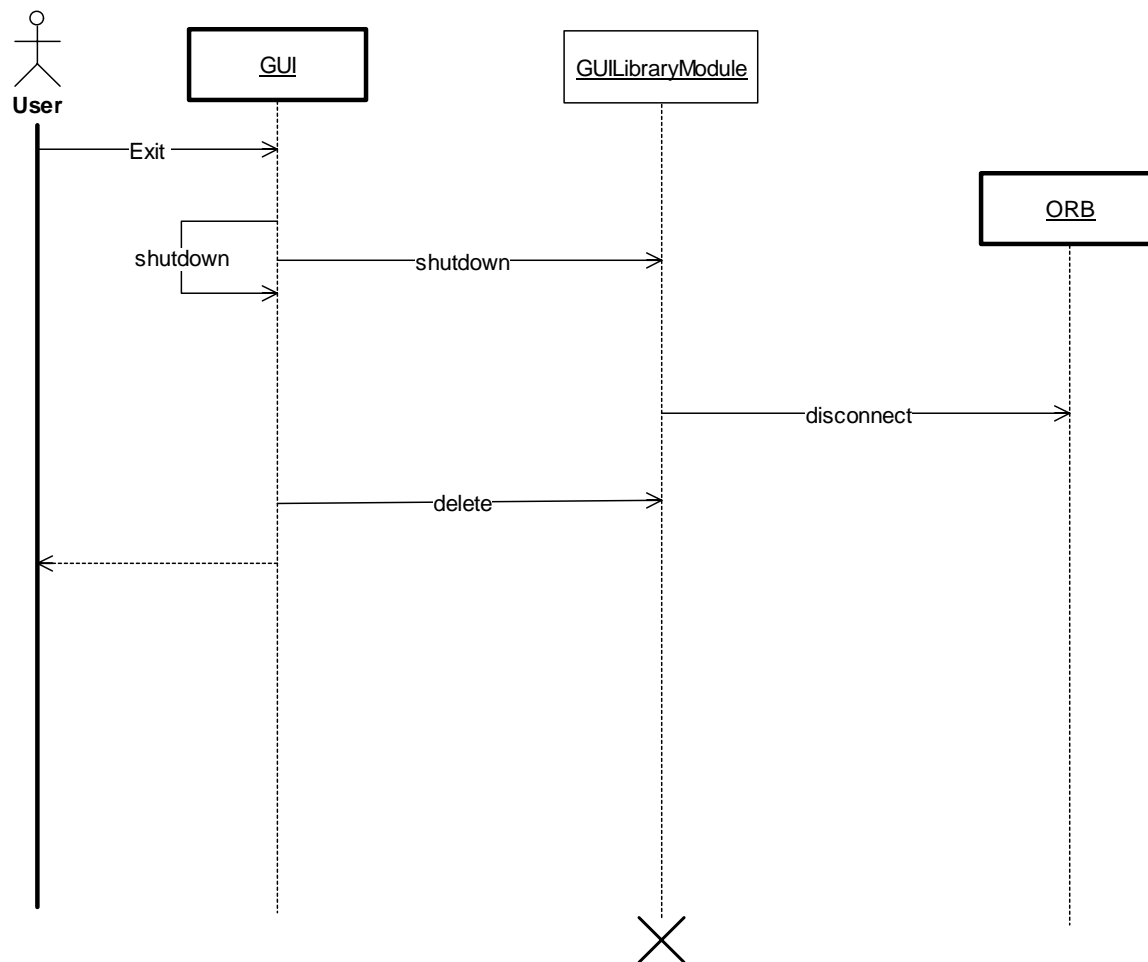 GUI
GUILibraryModule
User
Exit
ORB
shutdown
shutdown
disconnect
delete